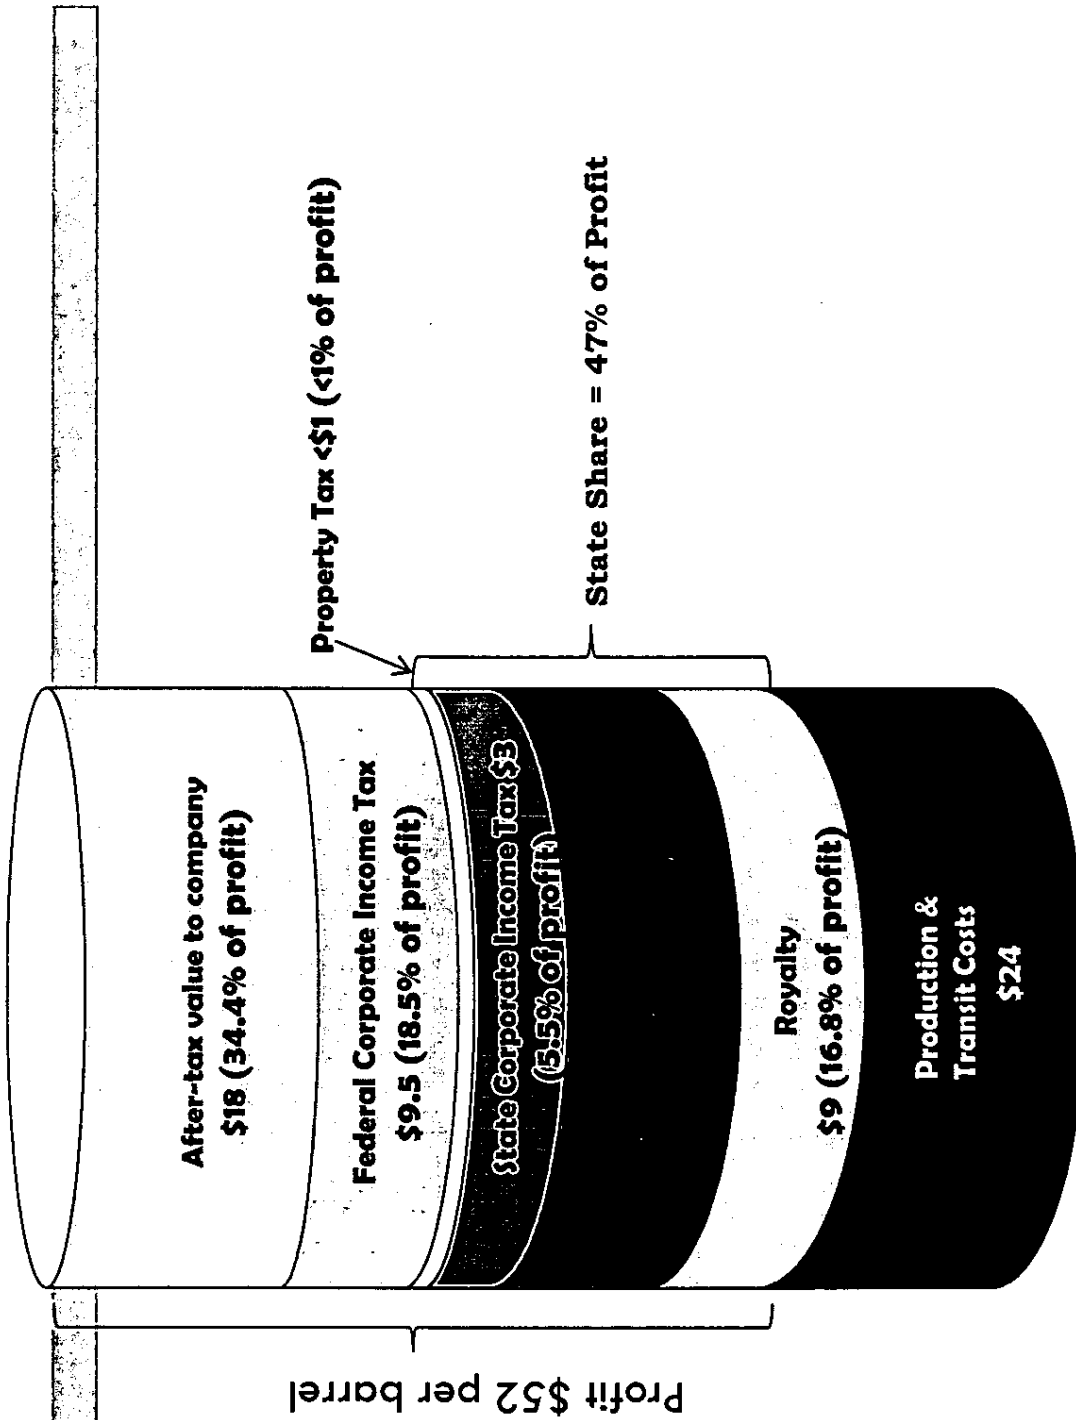 After-tax value to company
$18 (34.4% of profit)
Federal Corporate Income Tax
$9.5 (18.5% of profit)
Property Tax <$1 (<1% of profit)
State Corporate Income Tax $3
(5.5% of profit)
State Share = 47% of Profit
Royalty
$9 (16.8% of profit)
Production &
Transit Costs
$24
Profit $52 per barrel